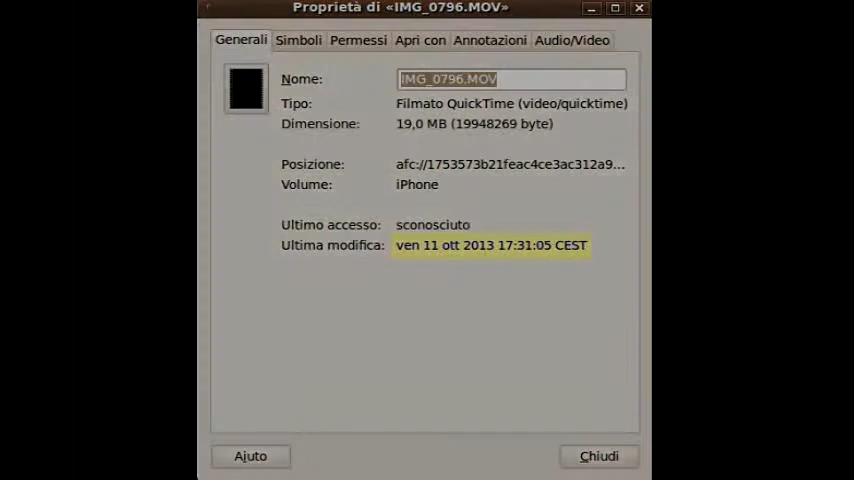 Proprietà di «IMG_0796.MOV»
Generali Simboli Permessi Apri con Annotazioni Audio/Video
Nome: IMG_0796.MOV
Tipo: Filmato QuickTime (video/quicktime)
Dimensione: 19,0 MB (19948269 byte)
Posizione: afc://1753573b21feac4ce3ac312a9...
Volume: iPhone
Ultimo accesso: sconosciuto
Ultima modifica: ven 11 ott 2013 17:31:05 CEST
Aiuto Chiudi